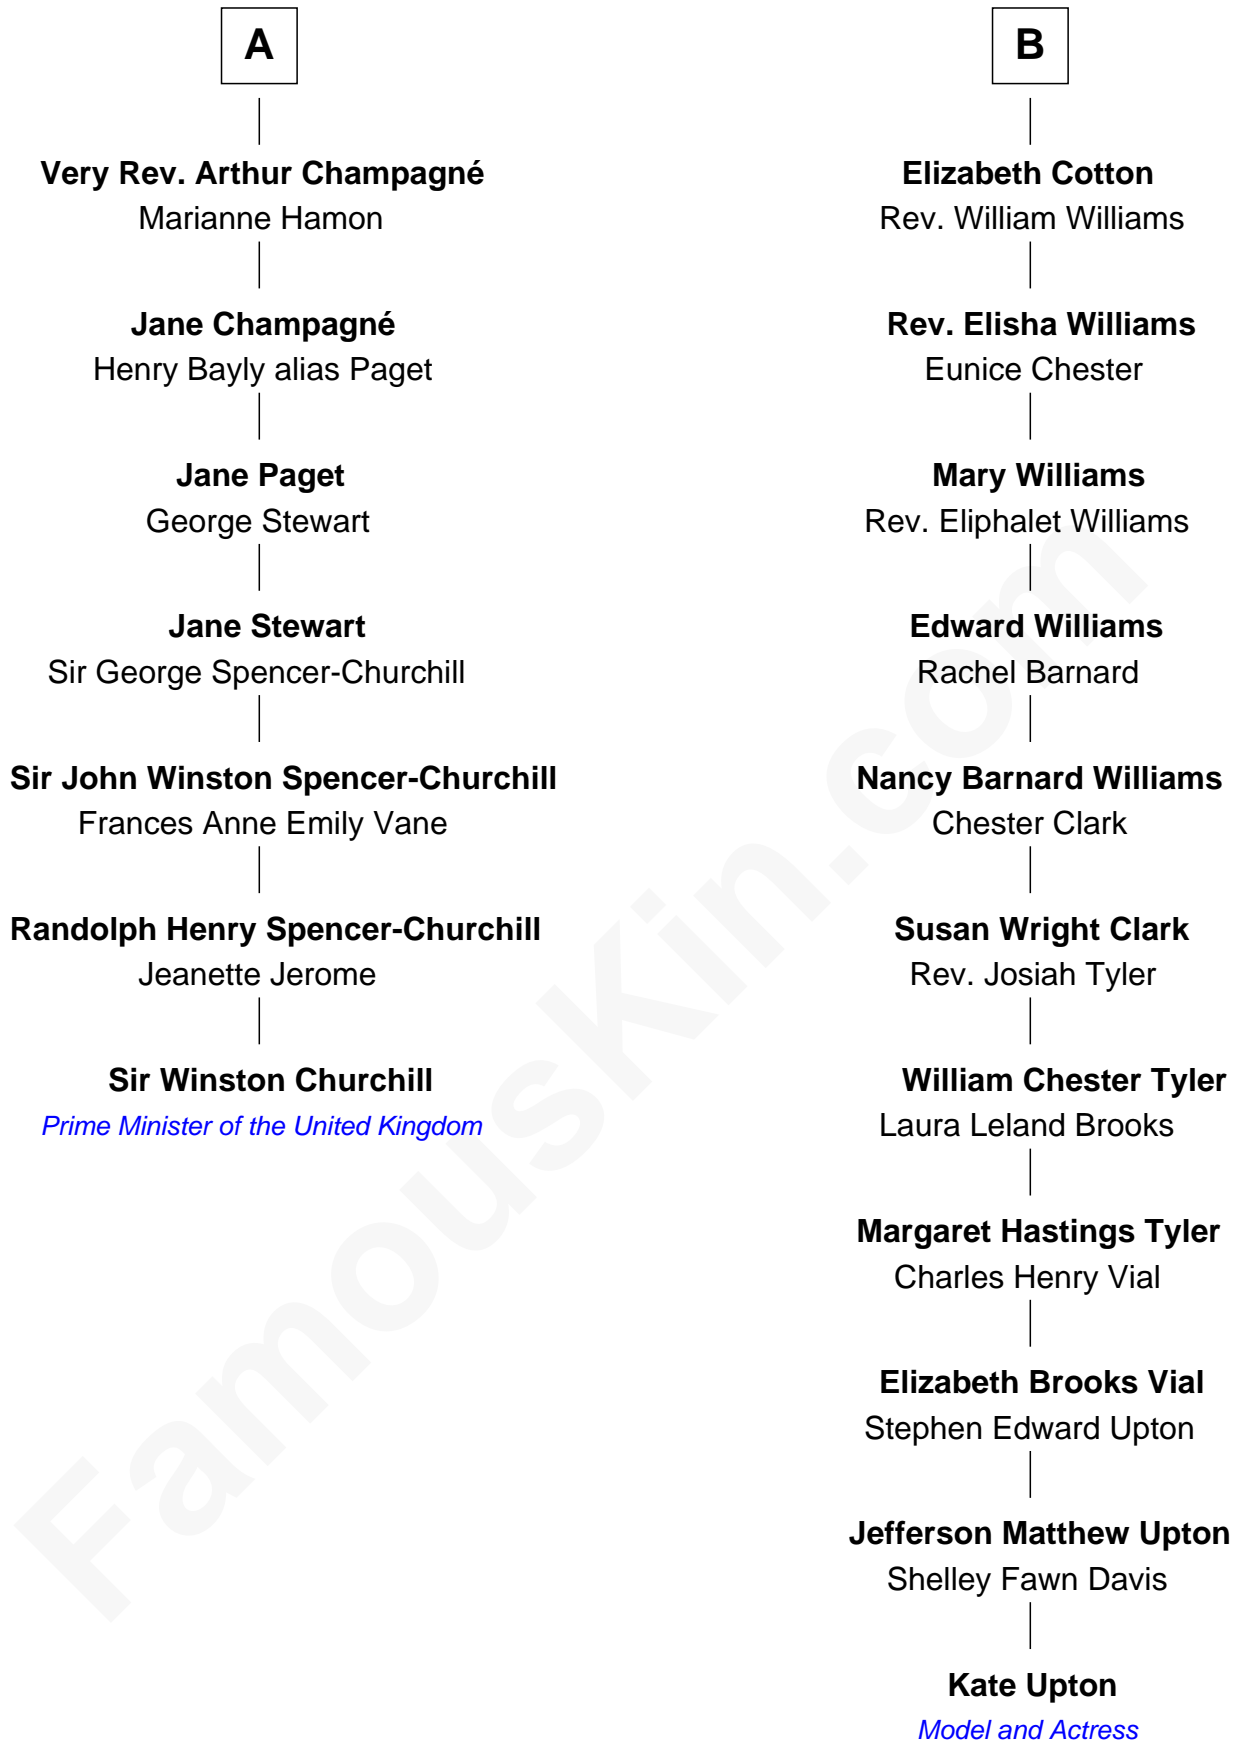 A
Very Rev. Arthur Champagné
Marianne Hamon
Jane Champagné
Henry Bayly alias Paget
Jane Paget
George Stewart
Jane Stewart
Sir George Spencer-Churchill
Sir John Winston Spencer-Churchill
Frances Anne Emily Vane
Randolph Henry Spencer-Churchill
Jeanette Jerome
Sir Winston Churchill
Prime Minister of the United Kingdom
B
Elizabeth Cotton
Rev. William Williams
Rev. Elisha Williams
Eunice Chester
Mary Williams
Rev. Eliphalet Williams
Edward Williams
Rachel Barnard
Nancy Barnard Williams
Chester Clark
Susan Wright Clark
Rev. Josiah Tyler
William Chester Tyler
Laura Leland Brooks
Margaret Hastings Tyler
Charles Henry Vial
Elizabeth Brooks Vial
Stephen Edward Upton
Jefferson Matthew Upton
Shelley Fawn Davis
Kate Upton
Model and Actress
FamousKin.com